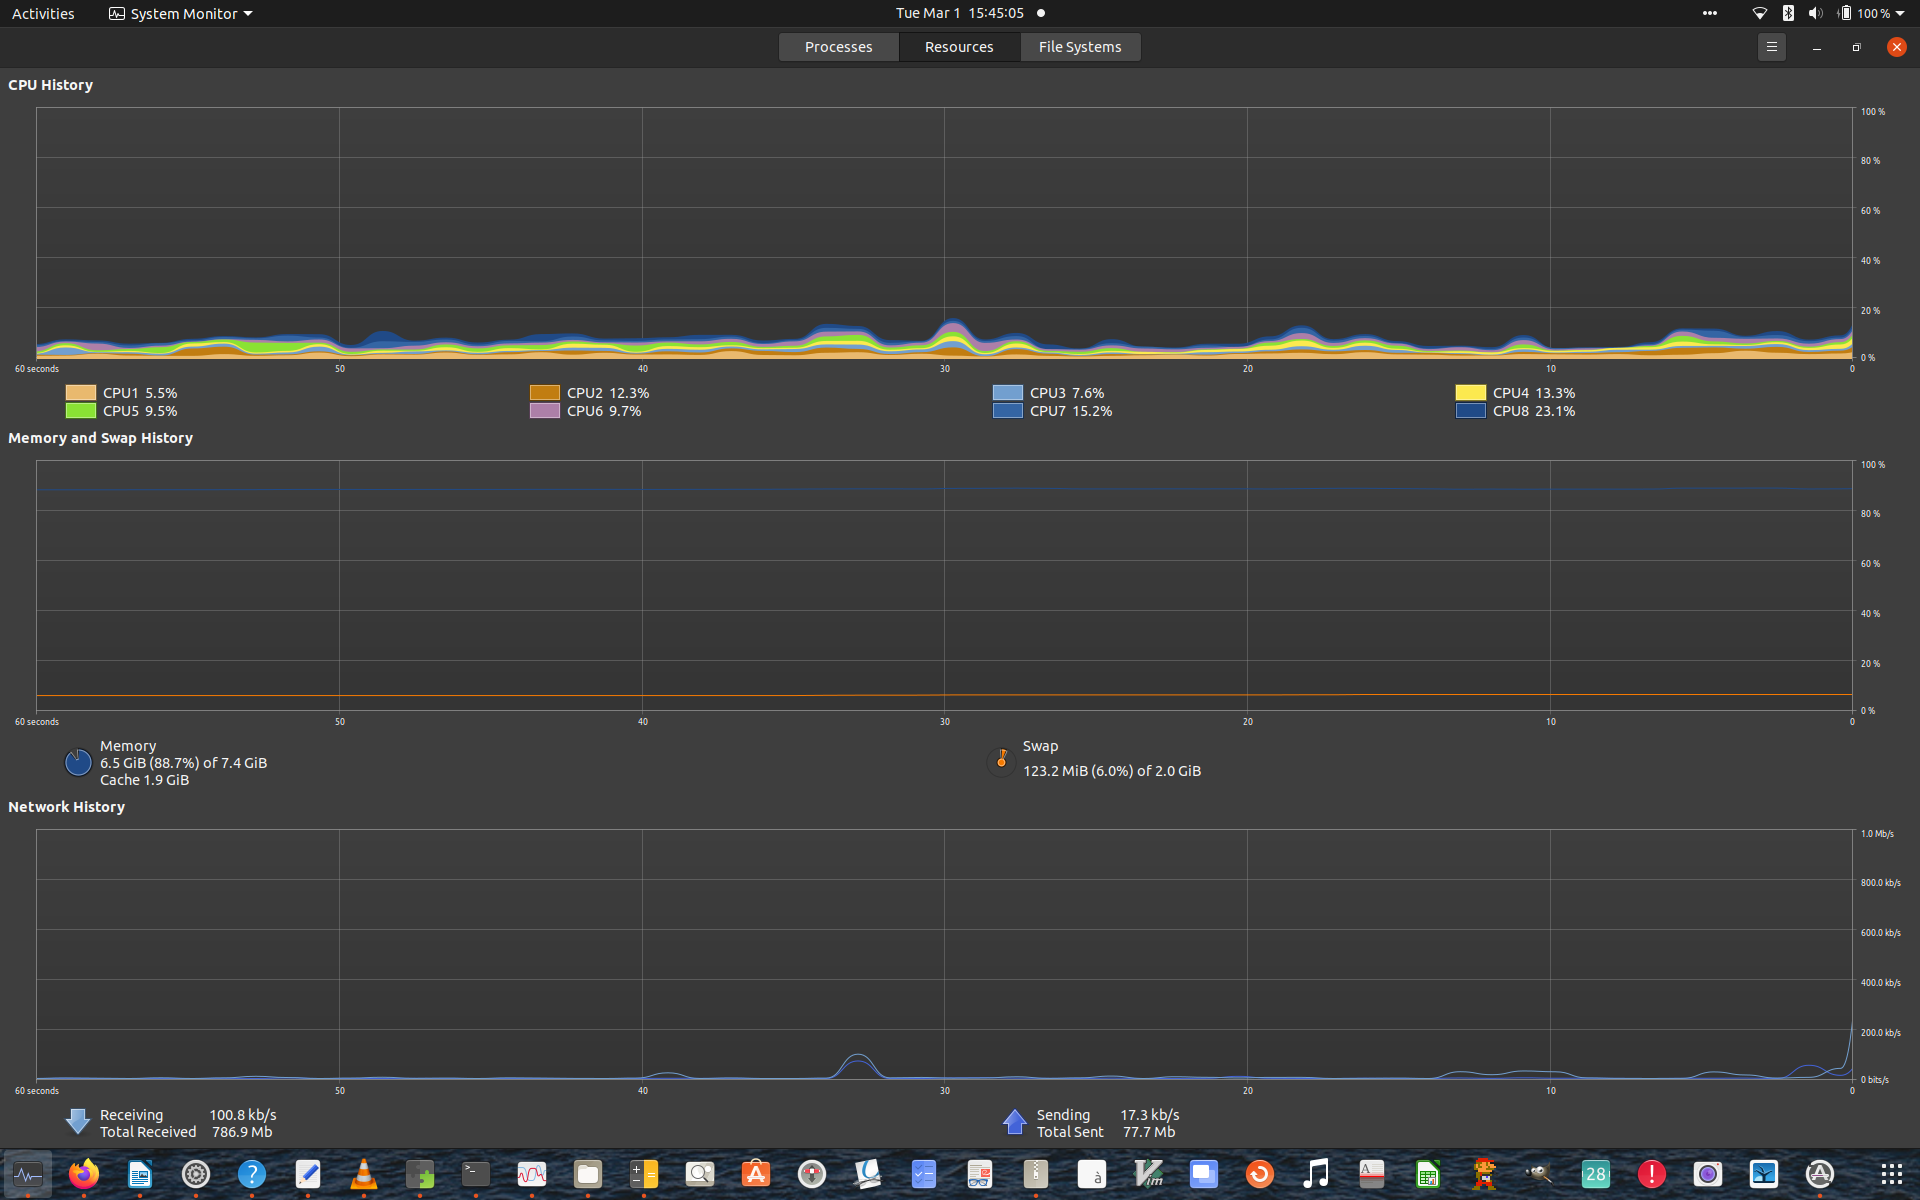 Activities System Monitor Tue Mar 1 15:45:05 100 %
Processes Resources File Systems
CPU History
100 %
80 %
60 %
40 %
20 %
0 %
60 seconds 50 40 30 20 10 0
CPU1 5.5% CPU2 12.3% CPU3 7.6% CPU4 13.3%
CPU5 9.5% CPU6 9.7% CPU7 15.2% CPU8 23.1%
Memory and Swap History
100 %
80 %
60 %
40 %
20 %
0 %
60 seconds 50 40 30 20 10 0
Memory
6.5 GiB (88.7%) of 7.4 GiB
Cache 1.9 GiB
Swap
123.2 MiB (6.0%) of 2.0 GiB
Network History
1.0 Mb/s
800.0 kb/s
600.0 kb/s
400.0 kb/s
200.0 kb/s
0 bits/s
60 seconds 50 40 30 20 10 0
Receiving 100.8 kb/s
Total Received 786.9 Mb
Sending 17.3 kb/s
Total Sent 77.7 Mb
? >_ A à Vim A 28 !